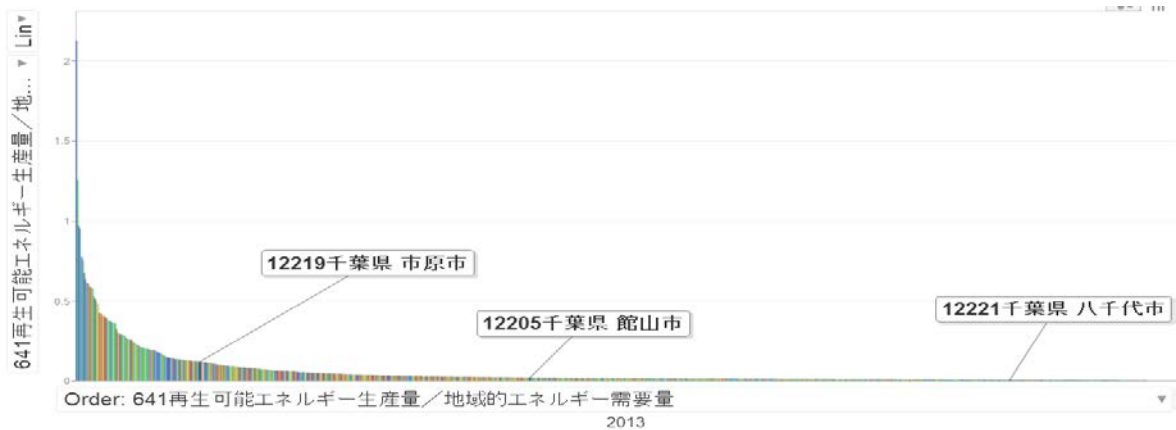 Lin
641再生可能エネルギー生産量／地...
2
1.5
1
0.5
0
12219千葉県 市原市
12205千葉県 館山市
12221千葉県 八千代市
Order: 641再生可能エネルギー生産量／地域的エネルギー需要量
2013